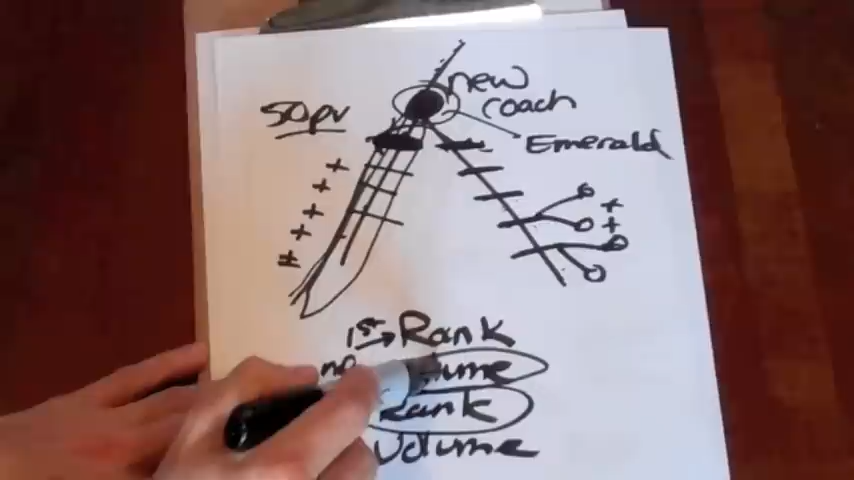 new
coach
50pv
Emerald
+
+
+
+
+
+
+
1st → Rank
Rank
Volume